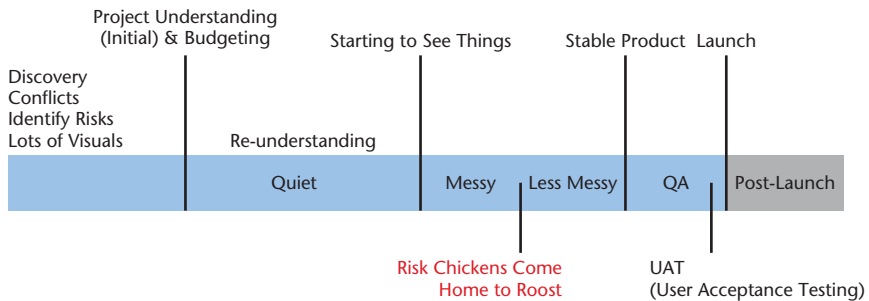 Project Understanding
(Initial) & Budgeting
Starting to See Things
Stable Product
Launch
Discovery
Conflicts
Identify Risks
Lots of Visuals
Re-understanding
Quiet
Messy
Less Messy
QA
Post-Launch
Risk Chickens Come
Home to Roost
UAT
(User Acceptance Testing)